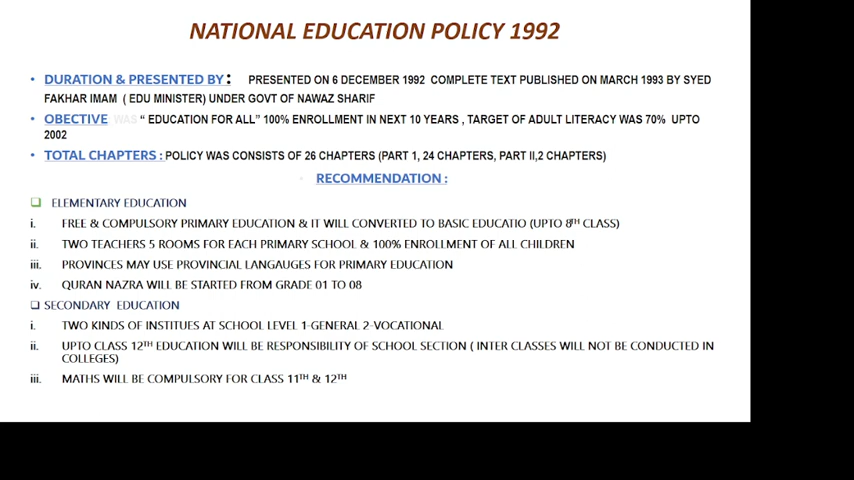 NATIONAL EDUCATION POLICY 1992
• DURATION & PRESENTED BY : PRESENTED ON 6 DECEMBER 1992 COMPLETE TEXT PUBLISHED ON MARCH 1993 BY SYED
FAKHAR IMAM ( EDU MINISTER) UNDER GOVT OF NAWAZ SHARIF
• OBECTIVE WAS “ EDUCATION FOR ALL” 100% ENROLLMENT IN NEXT 10 YEARS , TARGET OF ADULT LITERACY WAS 70% UPTO
2002
• TOTAL CHAPTERS : POLICY WAS CONSISTS OF 26 CHAPTERS (PART 1, 24 CHAPTERS, PART II,2 CHAPTERS)
• RECOMMENDATION :
❑ ELEMENTARY EDUCATION
i. FREE & COMPULSORY PRIMARY EDUCATION & IT WILL CONVERTED TO BASIC EDUCATIO (UPTO 8TH CLASS)
ii. TWO TEACHERS 5 ROOMS FOR EACH PRIMARY SCHOOL & 100% ENROLLMENT OF ALL CHILDREN
iii. PROVINCES MAY USE PROVINCIAL LANGAUGES FOR PRIMARY EDUCATION
iv. QURAN NAZRA WILL BE STARTED FROM GRADE 01 TO 08
❑ SECONDARY EDUCATION
i. TWO KINDS OF INSTITUES AT SCHOOL LEVEL 1-GENERAL 2-VOCATIONAL
ii. UPTO CLASS 12TH EDUCATION WILL BE RESPONSIBILITY OF SCHOOL SECTION ( INTER CLASSES WILL NOT BE CONDUCTED IN
COLLEGES)
iii. MATHS WILL BE COMPULSORY FOR CLASS 11TH & 12TH